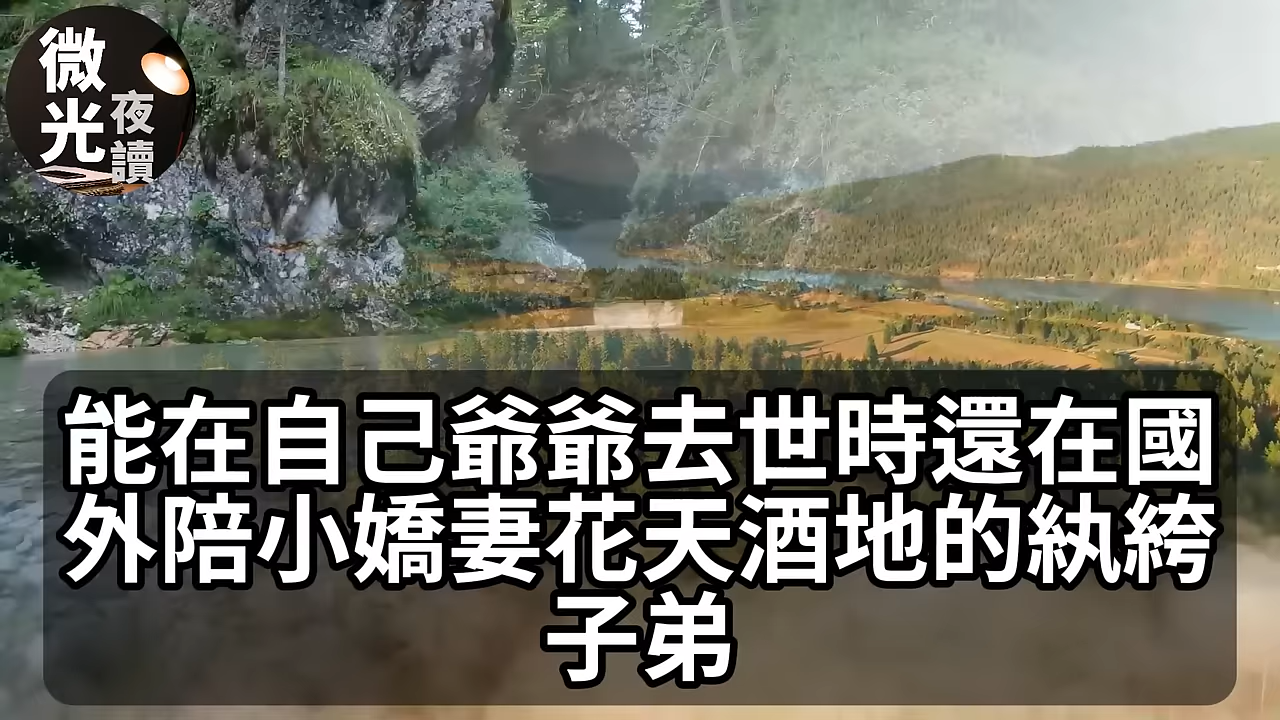 微光
夜讀
能在自己爺爺去世時還在國
外陪小嬌妻花天酒地的紈絝
子弟